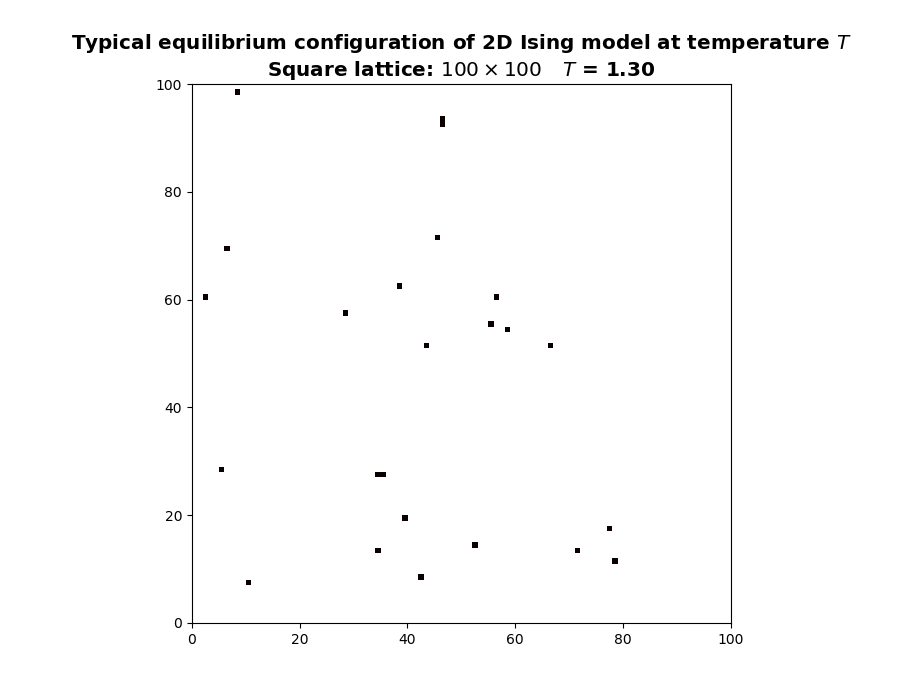 Typical equilibrium configuration of 2D Ising model at temperature T
Square lattice: 100 × 100 T = 1.30
100
80
60
40
20
0
0 20 40 60 80 100